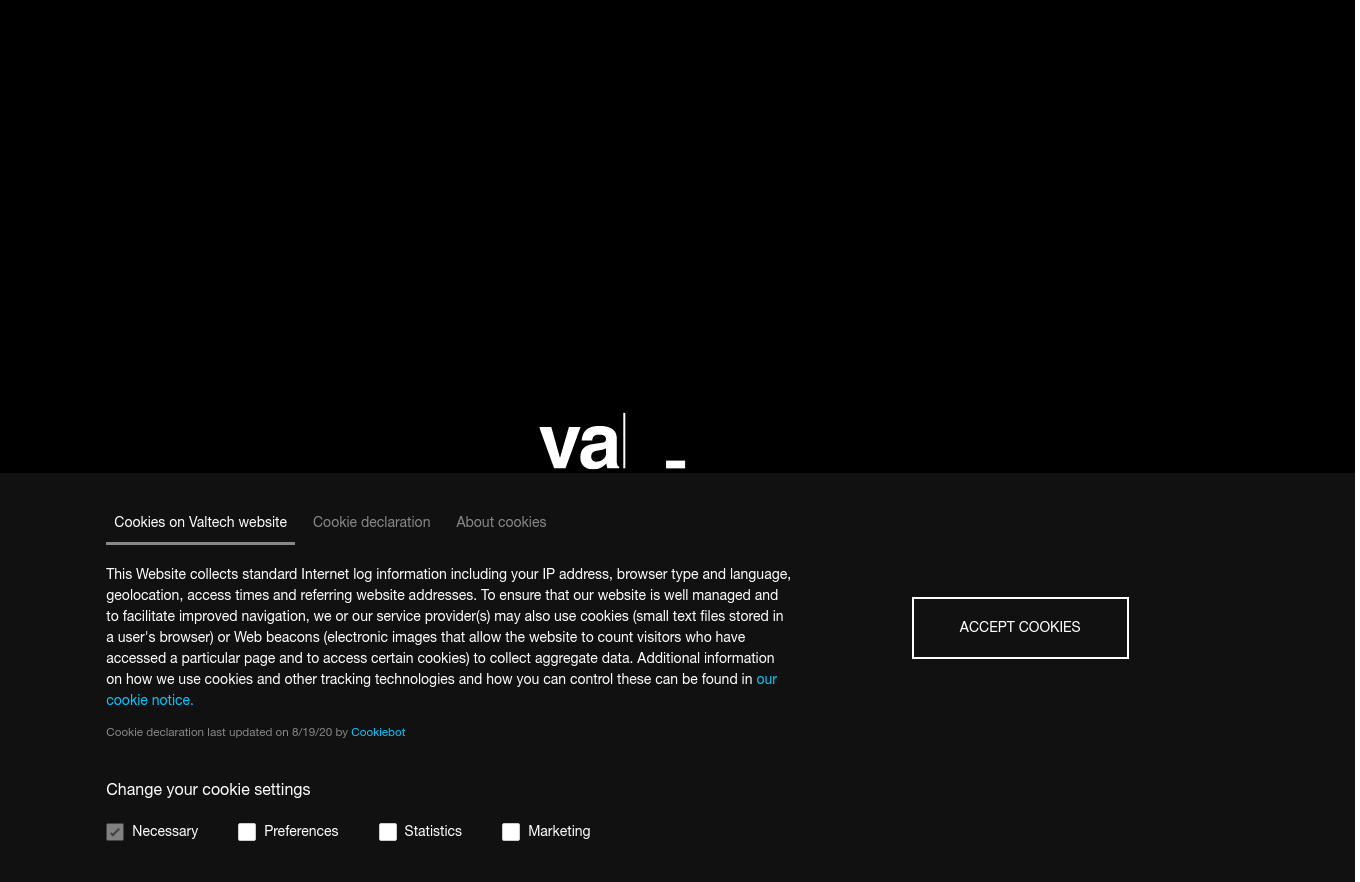 va
Cookies on Valtech website Cookie declaration About cookies
This Website collects standard Internet log information including your IP address, browser type and language,
geolocation, access times and referring website addresses. To ensure that our website is well managed and
to facilitate improved navigation, we or our service provider(s) may also use cookies (small text files stored in
a user's browser) or Web beacons (electronic images that allow the website to count visitors who have
accessed a particular page and to access certain cookies) to collect aggregate data. Additional information
on how we use cookies and other tracking technologies and how you can control these can be found in our
cookie notice.
ACCEPT COOKIES
Cookie declaration last updated on 8/19/20 by Cookiebot
Change your cookie settings
Necessary Preferences Statistics Marketing